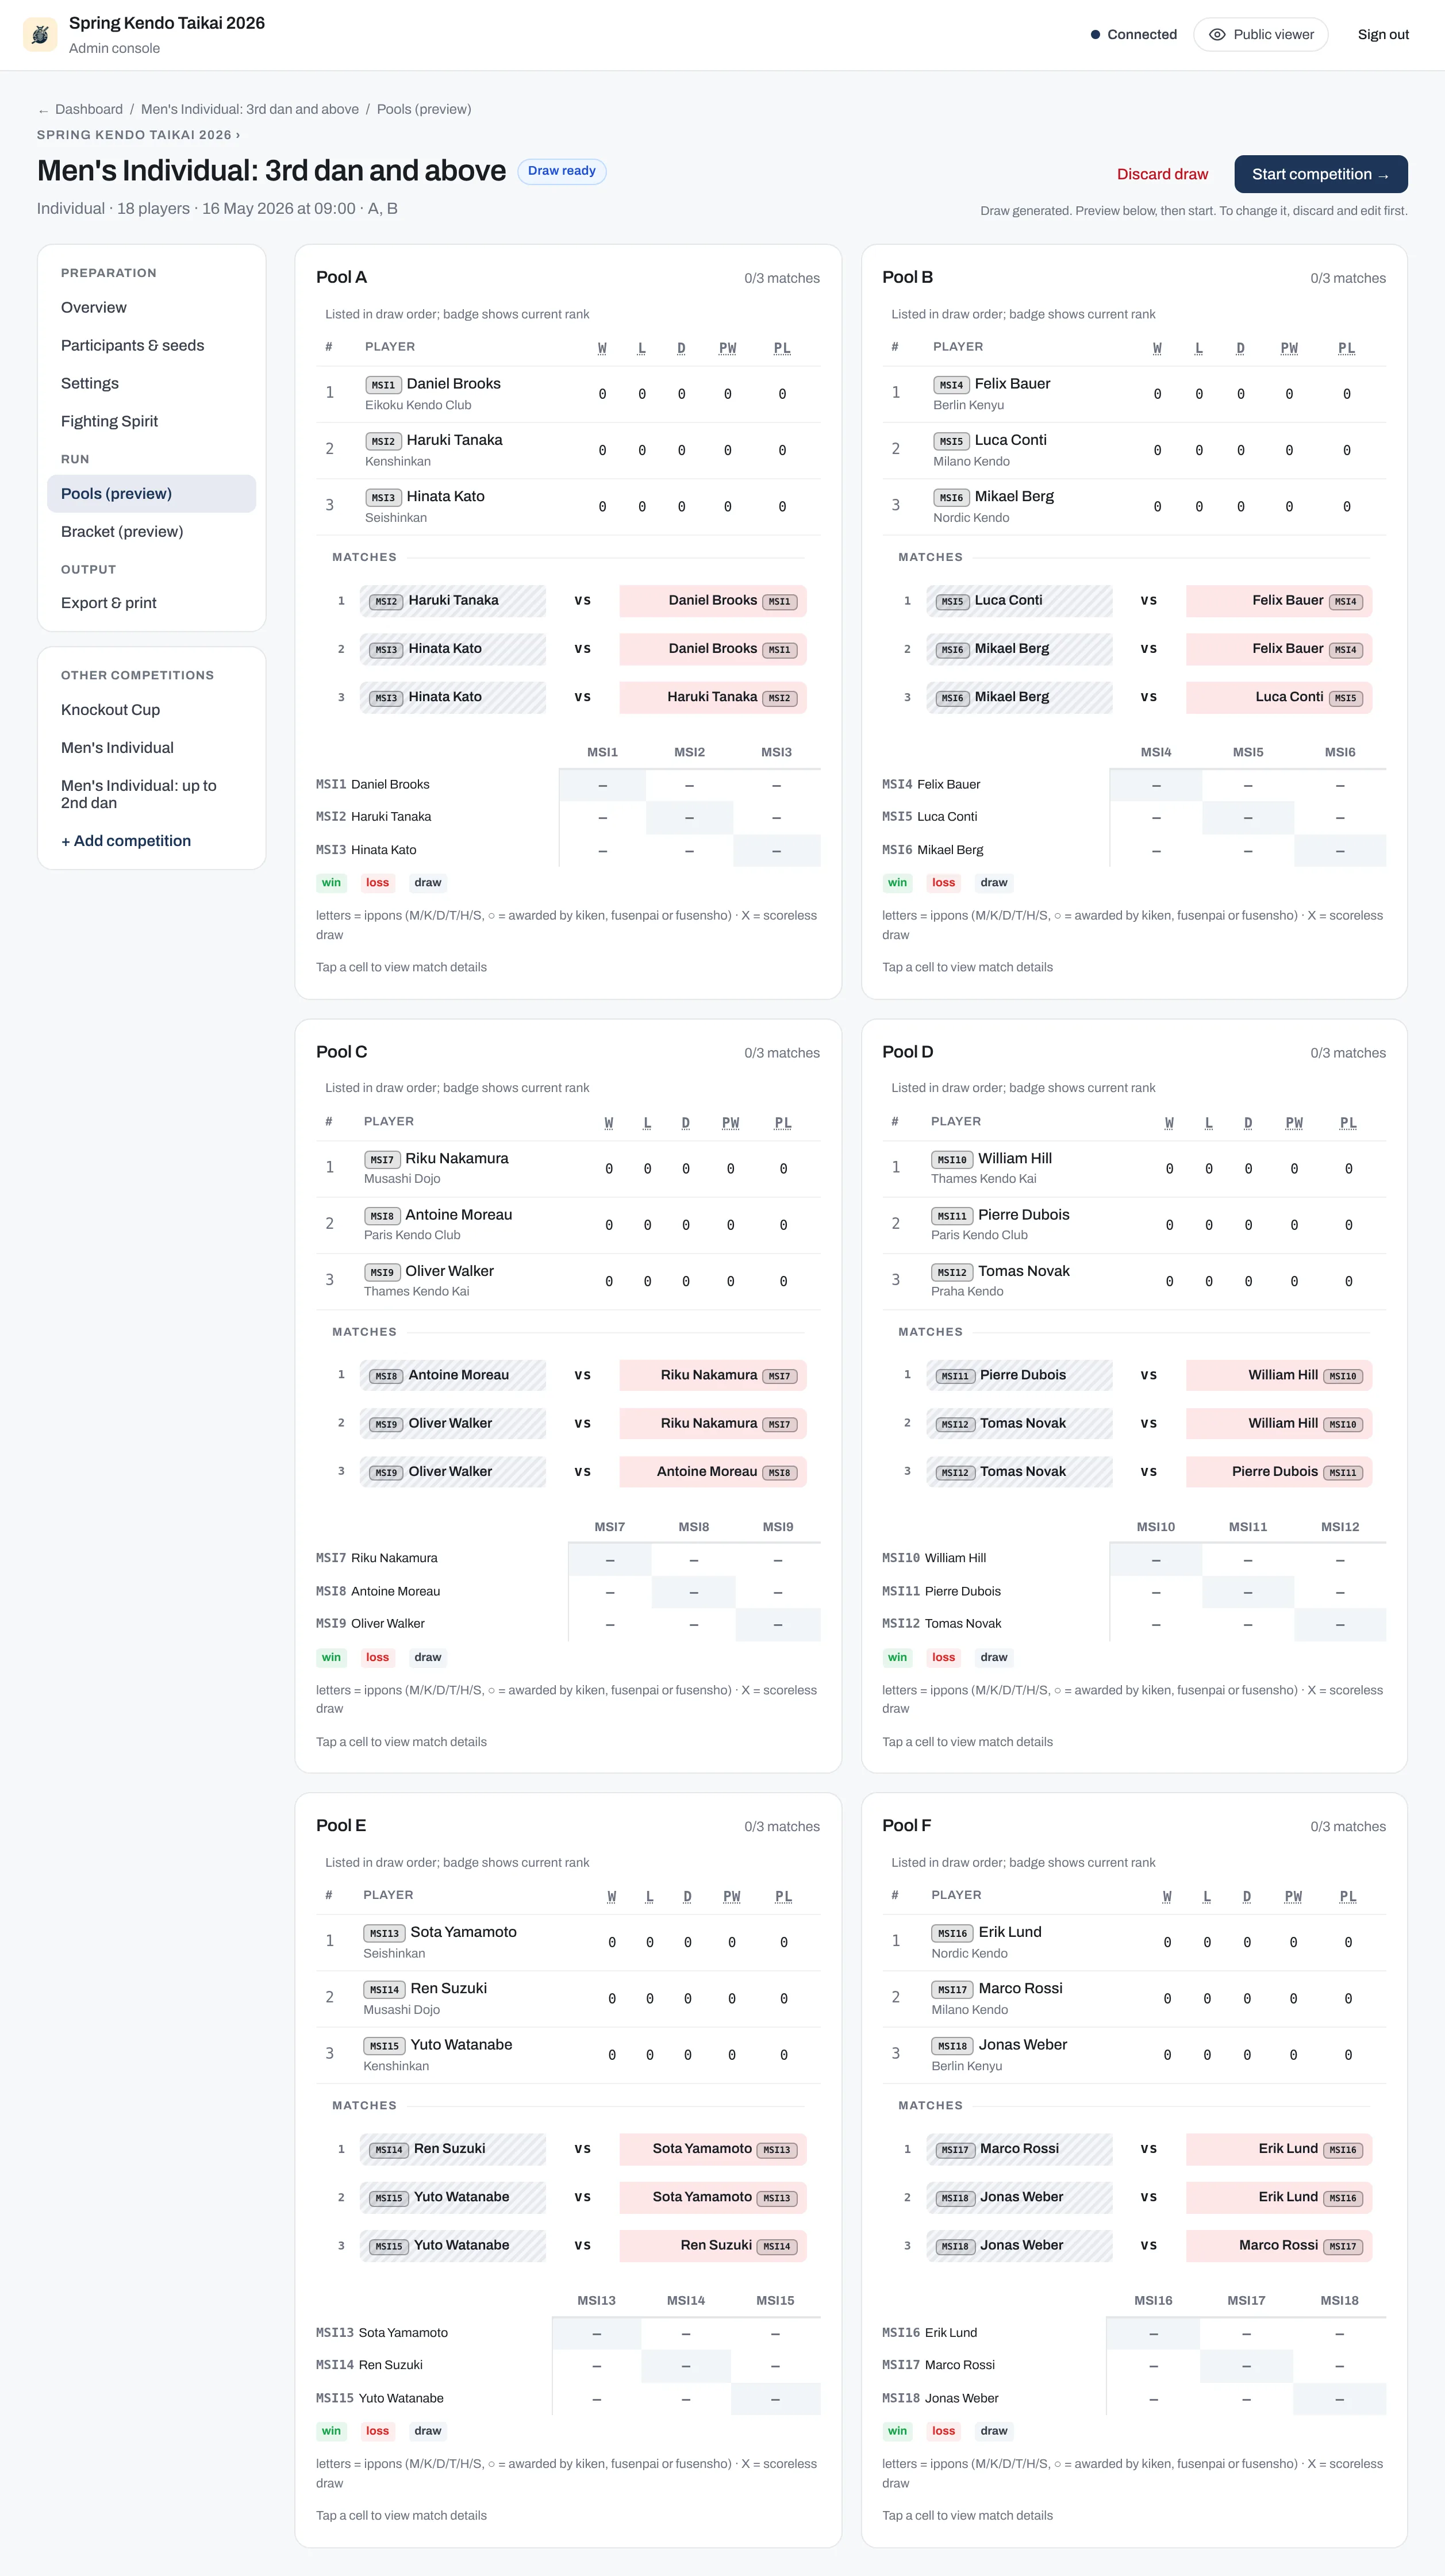 Spring Kendo Taikai 2026
Admin console
Connected
Public viewer
Sign out
← Dashboard / Men's Individual: 3rd dan and above / Pools (preview)
SPRING KENDO TAIKAI 2026 ›
Men's Individual: 3rd dan and above Draw ready
Discard draw
Start competition →
Individual · 18 players · 16 May 2026 at 09:00 · A, B
Draw generated. Preview below, then start. To change it, discard and edit first.
PREPARATION
Overview
Participants & seeds
Settings
Fighting Spirit
RUN
Pools (preview)
Bracket (preview)
OUTPUT
Export & print
OTHER COMPETITIONS
Knockout Cup
Men's Individual
Men's Individual: up to
2nd dan
+ Add competition
Pool A 0/3 matches
Listed in draw order; badge shows current rank
# PLAYER W L D PW PL
1 MSI1 Daniel Brooks 0 0 0 0 0
Eikoku Kendo Club
2 MSI2 Haruki Tanaka 0 0 0 0 0
Kenshinkan
3 MSI3 Hinata Kato 0 0 0 0 0
Seishinkan
MATCHES
1 MSI2 Haruki Tanaka vs Daniel Brooks MSI1
2 MSI3 Hinata Kato vs Daniel Brooks MSI1
3 MSI3 Hinata Kato vs Haruki Tanaka MSI2
MSI1 MSI2 MSI3
MSI1 Daniel Brooks – – –
MSI2 Haruki Tanaka – – –
MSI3 Hinata Kato – – –
win loss draw
letters = ippons (M/K/D/T/H/S, ○ = awarded by kiken, fusenpai or fusensho) · X = scoreless
draw
Tap a cell to view match details
Pool B 0/3 matches
Listed in draw order; badge shows current rank
# PLAYER W L D PW PL
1 MSI4 Felix Bauer 0 0 0 0 0
Berlin Kenyu
2 MSI5 Luca Conti 0 0 0 0 0
Milano Kendo
3 MSI6 Mikael Berg 0 0 0 0 0
Nordic Kendo
MATCHES
1 MSI5 Luca Conti vs Felix Bauer MSI4
2 MSI6 Mikael Berg vs Felix Bauer MSI4
3 MSI6 Mikael Berg vs Luca Conti MSI5
MSI4 MSI5 MSI6
MSI4 Felix Bauer – – –
MSI5 Luca Conti – – –
MSI6 Mikael Berg – – –
win loss draw
letters = ippons (M/K/D/T/H/S, ○ = awarded by kiken, fusenpai or fusensho) · X = scoreless
draw
Tap a cell to view match details
Pool C 0/3 matches
Listed in draw order; badge shows current rank
# PLAYER W L D PW PL
1 MSI7 Riku Nakamura 0 0 0 0 0
Musashi Dojo
2 MSI8 Antoine Moreau 0 0 0 0 0
Paris Kendo Club
3 MSI9 Oliver Walker 0 0 0 0 0
Thames Kendo Kai
MATCHES
1 MSI8 Antoine Moreau vs Riku Nakamura MSI7
2 MSI9 Oliver Walker vs Riku Nakamura MSI7
3 MSI9 Oliver Walker vs Antoine Moreau MSI8
MSI7 MSI8 MSI9
MSI7 Riku Nakamura – – –
MSI8 Antoine Moreau – – –
MSI9 Oliver Walker – – –
win loss draw
letters = ippons (M/K/D/T/H/S, ○ = awarded by kiken, fusenpai or fusensho) · X = scoreless
draw
Tap a cell to view match details
Pool D 0/3 matches
Listed in draw order; badge shows current rank
# PLAYER W L D PW PL
1 MSI10 William Hill 0 0 0 0 0
Thames Kendo Kai
2 MSI11 Pierre Dubois 0 0 0 0 0
Paris Kendo Club
3 MSI12 Tomas Novak 0 0 0 0 0
Praha Kendo
MATCHES
1 MSI11 Pierre Dubois vs William Hill MSI10
2 MSI12 Tomas Novak vs William Hill MSI10
3 MSI12 Tomas Novak vs Pierre Dubois MSI11
MSI10 MSI11 MSI12
MSI10 William Hill – – –
MSI11 Pierre Dubois – – –
MSI12 Tomas Novak – – –
win loss draw
letters = ippons (M/K/D/T/H/S, ○ = awarded by kiken, fusenpai or fusensho) · X = scoreless
draw
Tap a cell to view match details
Pool E 0/3 matches
Listed in draw order; badge shows current rank
# PLAYER W L D PW PL
1 MSI13 Sota Yamamoto 0 0 0 0 0
Seishinkan
2 MSI14 Ren Suzuki 0 0 0 0 0
Musashi Dojo
3 MSI15 Yuto Watanabe 0 0 0 0 0
Kenshinkan
MATCHES
1 MSI14 Ren Suzuki vs Sota Yamamoto MSI13
2 MSI15 Yuto Watanabe vs Sota Yamamoto MSI13
3 MSI15 Yuto Watanabe vs Ren Suzuki MSI14
MSI13 MSI14 MSI15
MSI13 Sota Yamamoto – – –
MSI14 Ren Suzuki – – –
MSI15 Yuto Watanabe – – –
win loss draw
letters = ippons (M/K/D/T/H/S, ○ = awarded by kiken, fusenpai or fusensho) · X = scoreless
draw
Tap a cell to view match details
Pool F 0/3 matches
Listed in draw order; badge shows current rank
# PLAYER W L D PW PL
1 MSI16 Erik Lund 0 0 0 0 0
Nordic Kendo
2 MSI17 Marco Rossi 0 0 0 0 0
Milano Kendo
3 MSI18 Jonas Weber 0 0 0 0 0
Berlin Kenyu
MATCHES
1 MSI17 Marco Rossi vs Erik Lund MSI16
2 MSI18 Jonas Weber vs Erik Lund MSI16
3 MSI18 Jonas Weber vs Marco Rossi MSI17
MSI16 MSI17 MSI18
MSI16 Erik Lund – – –
MSI17 Marco Rossi – – –
MSI18 Jonas Weber – – –
win loss draw
letters = ippons (M/K/D/T/H/S, ○ = awarded by kiken, fusenpai or fusensho) · X = scoreless
draw
Tap a cell to view match details